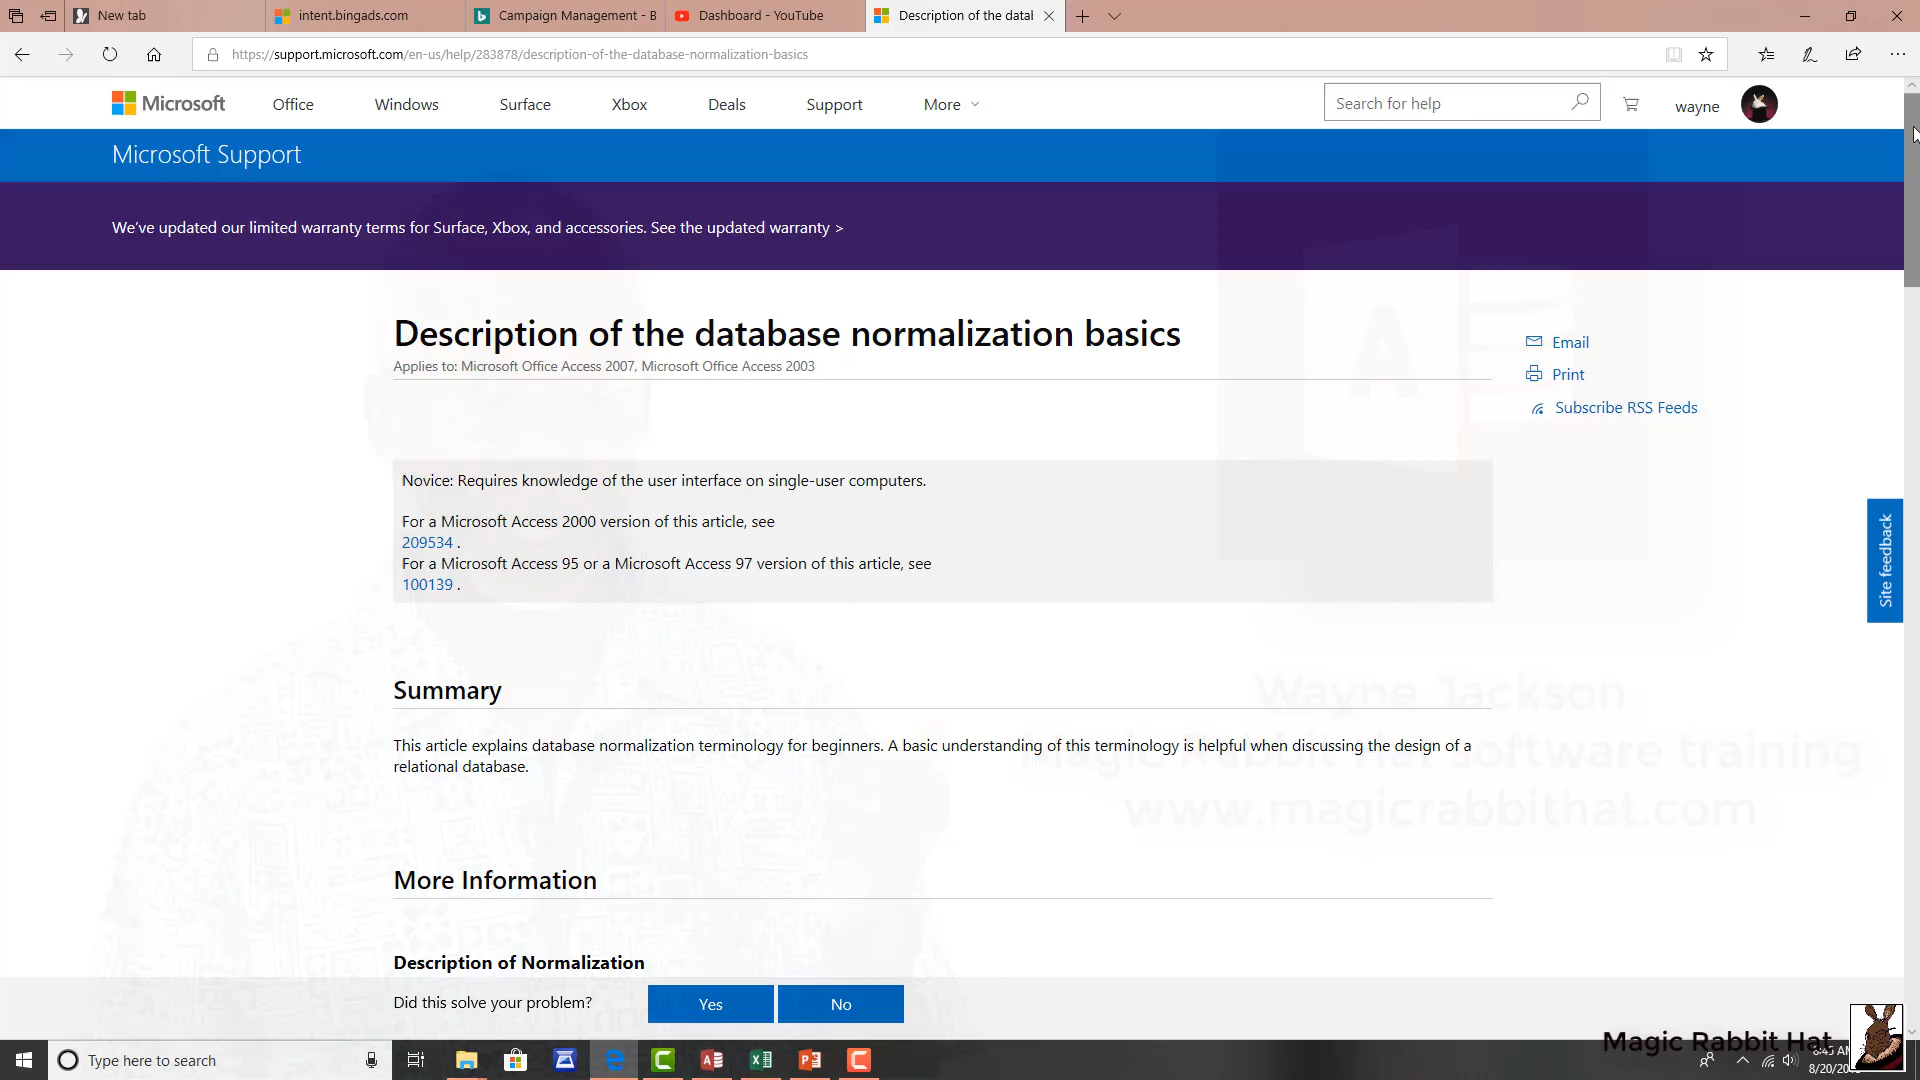 New tab
intent.bingads.com
Campaign Management - B
Dashboard - YouTube
Description of the datal
https://support.microsoft.com/en-us/help/283878/description-of-the-database-normalization-basics
Microsoft
Office
Windows
Surface
Xbox
Deals
Support
More
Search for help
wayne
Microsoft Support
We've updated our limited warranty terms for Surface, Xbox, and accessories. See the updated warranty >
Description of the database normalization basics
Applies to: Microsoft Office Access 2007, Microsoft Office Access 2003
Email
Print
Subscribe RSS Feeds
Novice: Requires knowledge of the user interface on single-user computers.
For a Microsoft Access 2000 version of this article, see
209534 .
For a Microsoft Access 95 or a Microsoft Access 97 version of this article, see
100139 .
Site feedback
Summary
Wayne Jackson
This article explains database normalization terminology for beginners. A basic understanding of this terminology is helpful when discussing the design of a
relational database.
Magic Rabbit Hat software training
www.magicrabbithat.com
More Information
Description of Normalization
Did this solve your problem?
Yes
No
Magic Rabbit Hat
Type here to search